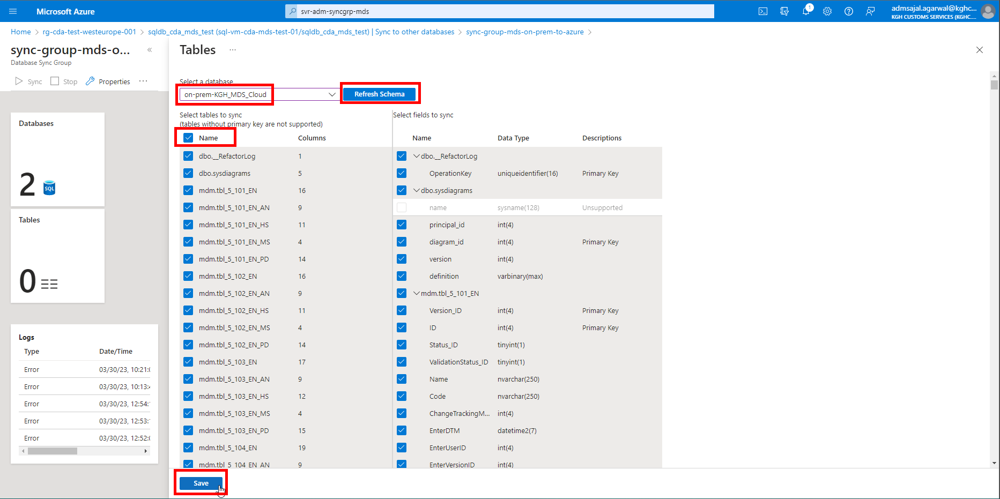 Microsoft Azure
svr-adm-syncgrp-mds
1
admsajal.agarwal@kghc...
KGH CUSTOMS SERVICES (KGHC....
Home > rg-cda-test-westeurope-001 > sqldb_cda_mds_test (sql-vm-cda-mds-test-01/sqldb_cda_mds_test) | Sync to other databases > sync-group-mds-on-prem-to-azure >
sync-group-mds-o... «
Database Sync Group
Sync Stop Properties ...
Databases
2 SQL
Tables
0
Logs
Type Date/Time
Error 03/30/23, 10:21:0
Error 03/30/23, 10:13:4
Error 03/30/23, 12:54:
Error 03/30/23, 12:53:
Error 03/30/23, 12:52:0
Tables ...
Select a database
on-prem-KGH_MDS_Cloud
Refresh Schema
Select tables to sync
(tables without primary key are not supported)
Name Columns
dbo.__RefactorLog 1
dbo.sysdiagrams 5
mdm.tbl_5_101_EN 16
mdm.tbl_5_101_EN_AN 9
mdm.tbl_5_101_EN_HS 11
mdm.tbl_5_101_EN_MS 4
mdm.tbl_5_101_EN_PD 14
mdm.tbl_5_102_EN 16
mdm.tbl_5_102_EN_AN 9
mdm.tbl_5_102_EN_HS 11
mdm.tbl_5_102_EN_MS 4
mdm.tbl_5_102_EN_PD 14
mdm.tbl_5_103_EN 17
mdm.tbl_5_103_EN_AN 9
mdm.tbl_5_103_EN_HS 12
mdm.tbl_5_103_EN_MS 4
mdm.tbl_5_103_EN_PD 15
mdm.tbl_5_104_EN 19
mdm.tbl_5_104_EN_AN 9
Select fields to sync
Name Data Type Descriptions
dbo.__RefactorLog
OperationKey uniqueidentifier(16) Primary Key
dbo.sysdiagrams
name sysname(128) Unsupported
principal_id int(4)
diagram_id int(4) Primary Key
version int(4)
definition varbinary(max)
mdm.tbl_5_101_EN
Version_ID int(4) Primary Key
ID int(4) Primary Key
Status_ID tinyint(1)
ValidationStatus_ID tinyint(1)
Name nvarchar(250)
Code nvarchar(250)
ChangeTrackingM... int(4)
EnterDTM datetime2(7)
EnterUserID int(4)
EnterVersionID int(4)
Save